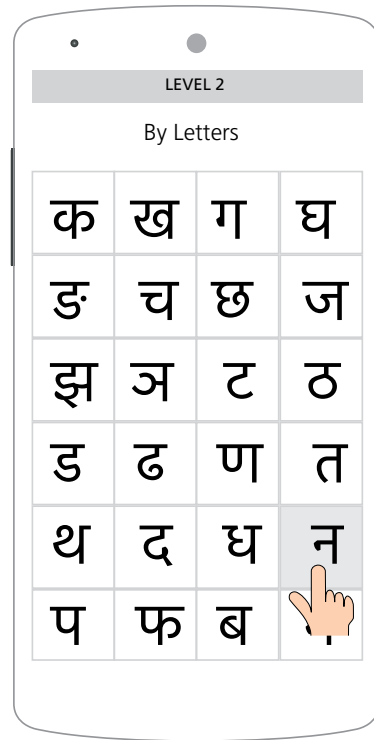 LEVEL 2
By Letters
क ख ग घ
ङ च छ ज
झ ञ ट ठ
ड ढ ण त
थ द ध न
प फ ब